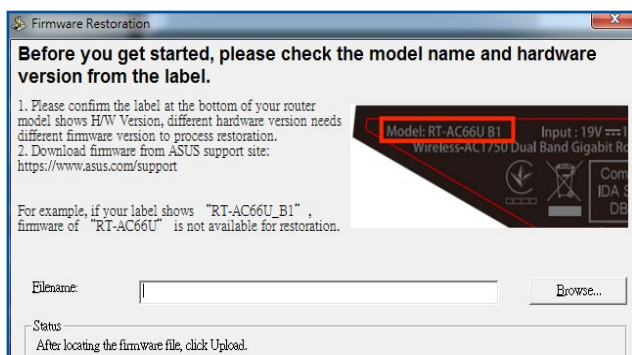 Firmware Restoration
Before you get started, please check the model name and hardware
version from the label.
1. Please confirm the label at the bottom of your router
model shows H/W Version, different hardware version needs
different firmware version to process restoration.
2. Download firmware from ASUS support site:
https://www.asus.com/support
For example, if your label shows “RT-AC66U_B1”,
firmware of “RT-AC66U” is not available for restoration.
Model: RT-AC66U B1
Input : 19V
Wireless-AC1750 Dual Band Gigabit
Com
IDA
DB
Filename:
Browse...
Status
After locating the firmware file, click Upload.